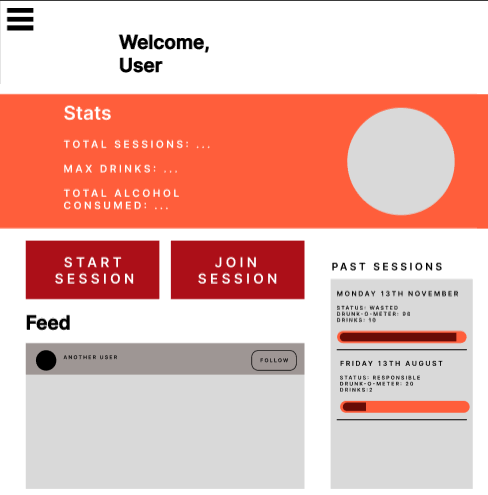 Welcome,
User
Stats
TOTAL SESSIONS: ...
MAX DRINKS: ...
TOTAL ALCOHOL
CONSUMED: ...
START
SESSION
JOIN
SESSION
Feed
ANOTHER USER
FOLLOW
PAST SESSIONS
MONDAY 13TH NOVEMBER
STATUS: WASTED
DRUNK-O-METER: 96
DRINKS: 10
FRIDAY 13TH AUGUST
STATUS: RESPONSIBLE
DRUNK-O-METER: 20
DRINKS:2